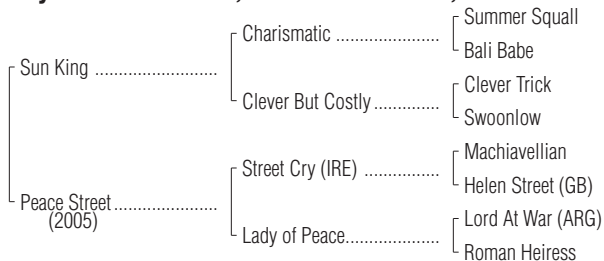 Summer Squall
Charismatic ......................
Bali Babe
Sun King ..........................
Clever Trick
Clever But Costly ..............
Swoonlow
Machiavellian
Street Cry (IRE) ................
Helen Street (GB)
Peace Street ......................
(2005)
Lord At War (ARG)
Lady of Peace....................
Roman Heiress